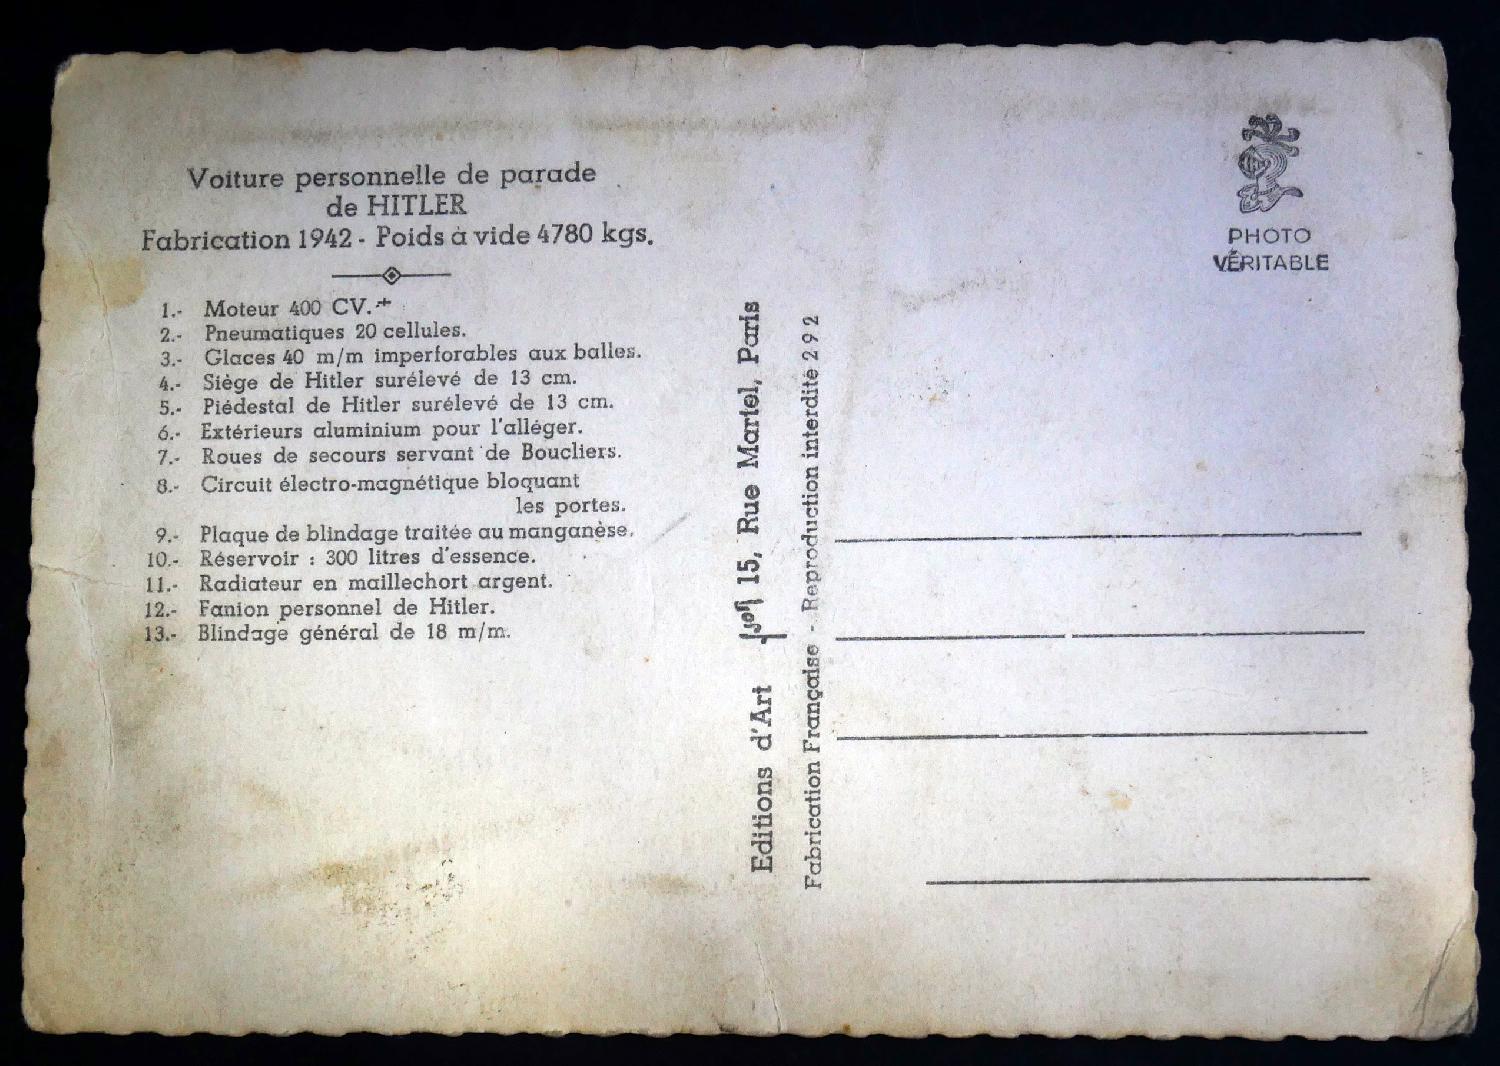 Voiture personnelle de parade
de HITLER
Fabrication 1942 - Poids à vide 4780 kgs.
1.- Moteur 400 CV.
2.- Pneumatiques 20 cellules.
3.- Glaces 40 m/m imperforables aux balles.
4.- Siège de Hitler surélevé de 13 cm.
5.- Piédestal de Hitler surélevé de 13 cm.
6.- Extérieurs aluminium pour l'alléger.
7.- Roues de secours servant de Boucliers.
8.- Circuit électro-magnétique bloquant
les portes.
9.- Plaque de blindage traitée au manganèse.
10.- Réservoir : 300 litres d'essence.
11.- Radiateur en maillechort argent.
12.- Fanion personnel de Hitler.
13.- Blindage général de 18 m/m.
Editions d'Art 15, Rue Martel, Paris
Fabrication Française - Reproduction interdite 292
PHOTO
VÉRITABLE